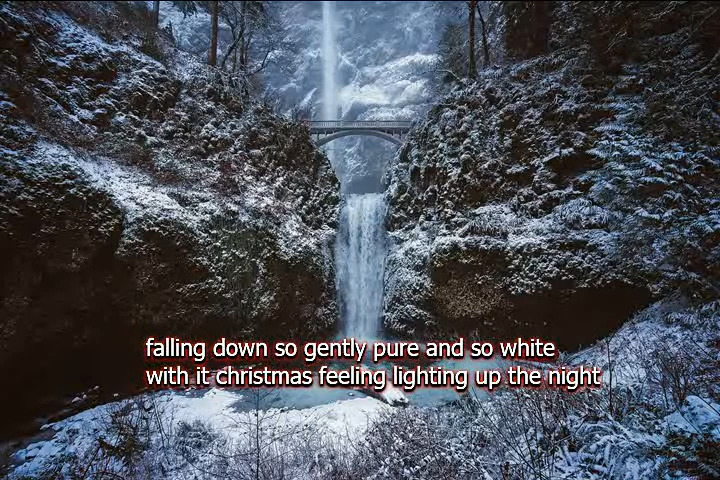 falling down so gently pure and so white
with it christmas feeling lighting up the night